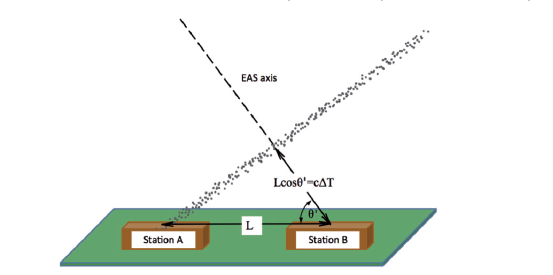 EAS axis
Lcosθ'=cΔT
θ'
L
Station A
Station B